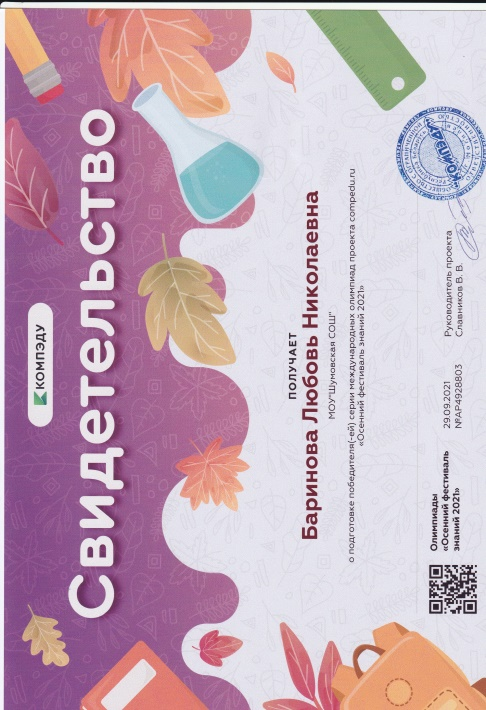 КОМПЭДУ
Свидетельство
ПОЛУЧАЕТ
Баринова Любовь Николаевна
МОУ"Шумовская СОШ"
о подготовке победителя(-ей) серии международных олимпиад проекта compedu.ru
«Осенний фестиваль знаний 2021»
Олимпиады
«Осенний фестиваль
знаний 2021»
29.09.2021
№АР4928803
Руководитель проекта
Славников В. В.
КОМПЭДУ